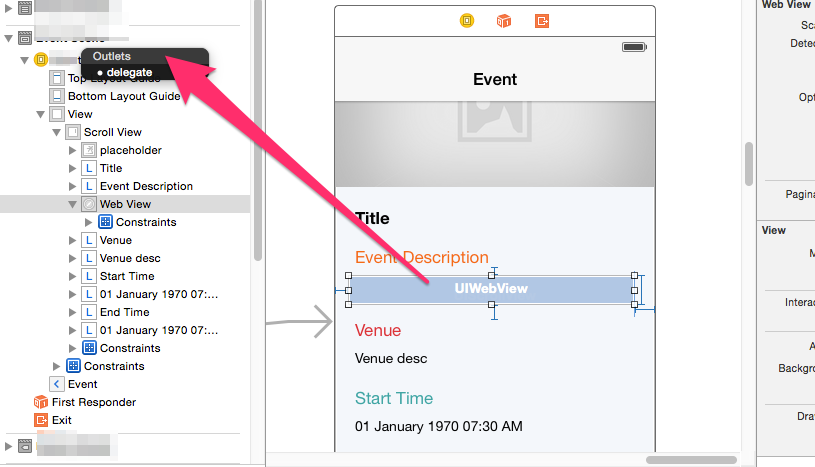 Outlets
• delegate
Top Layout Guide
Bottom Layout Guide
View
Scroll View
placeholder
L Title
L Event Description
Web View
Constraints
L Venue
L Venue desc
L Start Time
L 01 January 1970 07:...
L End Time
L 01 January 1970 07:...
Constraints
Constraints
Event
First Responder
Exit
Event
Title
Event Description
UIWebView
Venue
Venue desc
Start Time
01 January 1970 07:30 AM
Web View
Sca
Detec
Opt
Pagina
View
M
Interac
A
Backgro
Draw